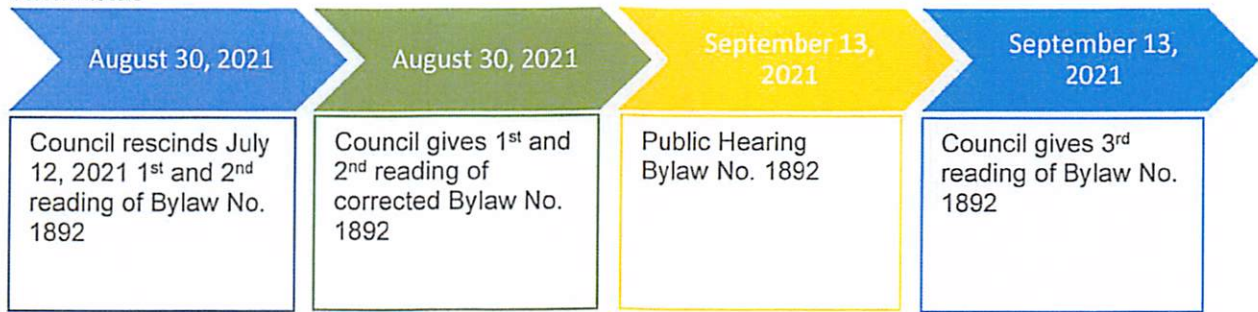 August 30, 2021
August 30, 2021
September 13,
2021
September 13,
2021
Council rescinds July
12, 2021 1st and 2nd
reading of Bylaw No.
1892
Council gives 1st and
2nd reading of
corrected Bylaw No.
1892
Public Hearing
Bylaw No. 1892
Council gives 3rd
reading of Bylaw No.
1892